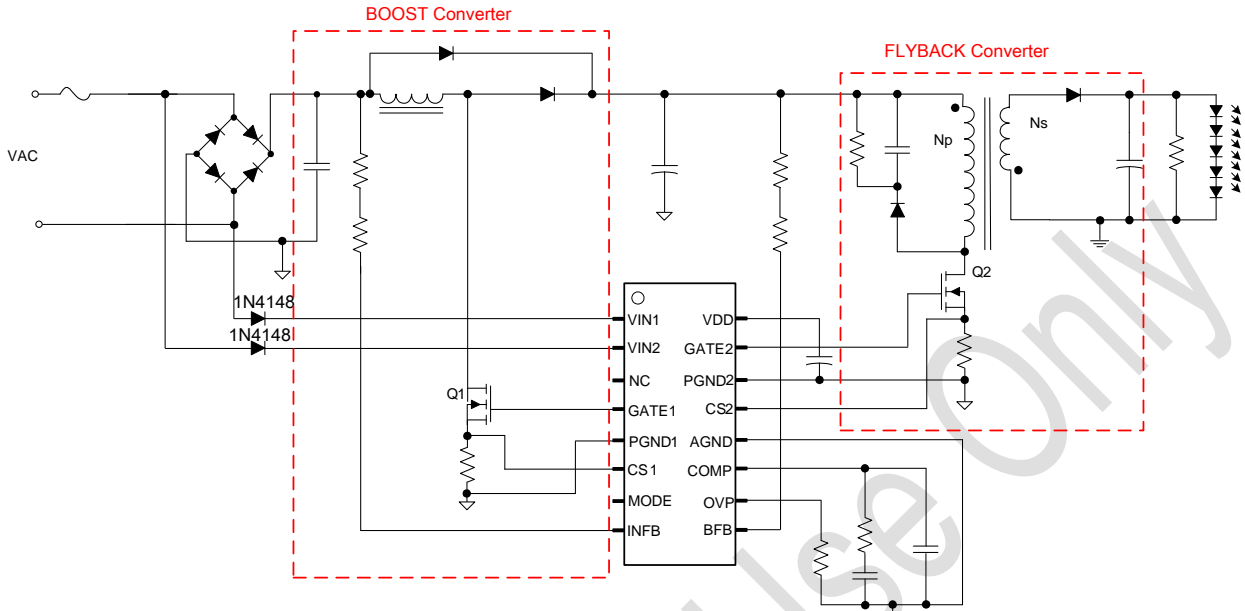 BOOST Converter
FLYBACK Converter
VAC
Np
Ns
Q2
1N4148
1N4148
VIN1
VIN2
NC
GATE1
PGND1
CS1
MODE
INFB
VDD
GATE2
PGND2
CS2
AGND
COMP
OVP
BFB
Q1
Use Only